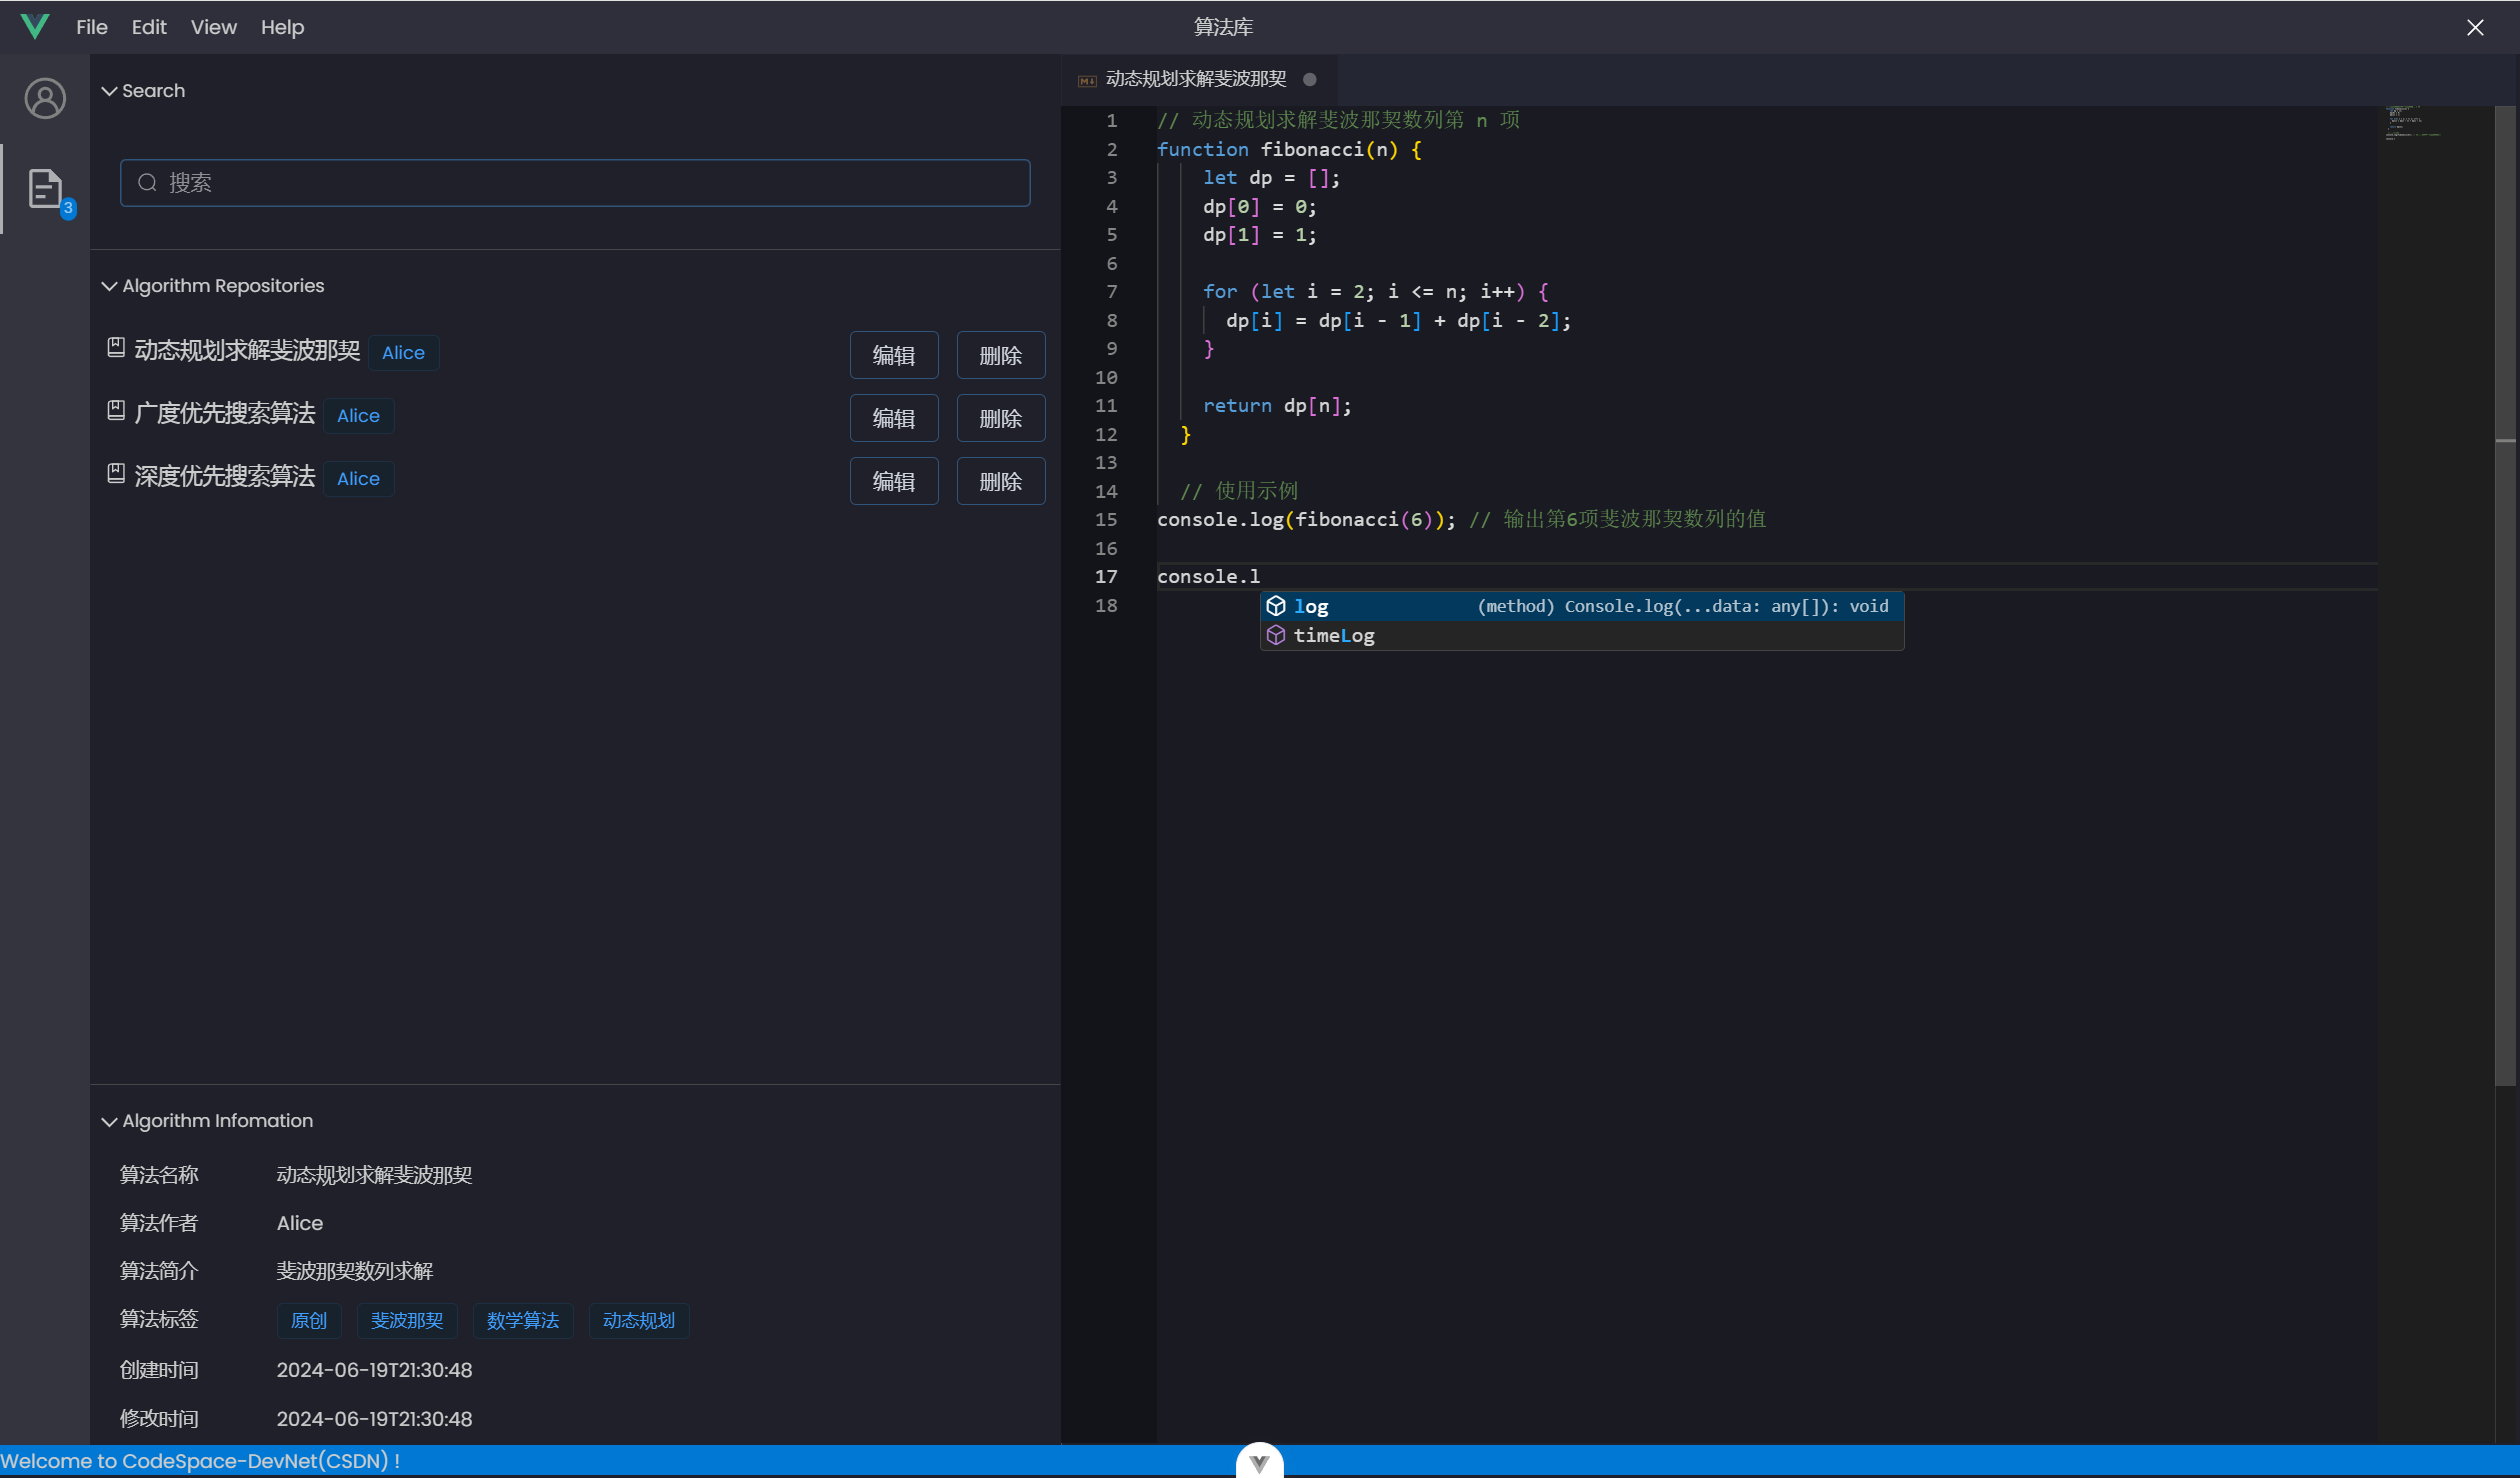 File Edit View Help 算法库
Search
搜索
3
Algorithm Repositories
动态规划求解斐波那契 Alice 编辑 删除
广度优先搜索算法 Alice 编辑 删除
深度优先搜索算法 Alice 编辑 删除
Algorithm Infomation
算法名称 动态规划求解斐波那契
算法作者 Alice
算法简介 斐波那契数列求解
算法标签 原创 斐波那契 数学算法 动态规划
创建时间 2024-06-19T21:30:48
修改时间 2024-06-19T21:30:48
动态规划求解斐波那契
1 // 动态规划求解斐波那契数列第 n 项
2 function fibonacci(n) {
3 let dp = [];
4 dp[0] = 0;
5 dp[1] = 1;
6
7 for (let i = 2; i <= n; i++) {
8 dp[i] = dp[i - 1] + dp[i - 2];
9 }
10
11 return dp[n];
12 }
13
14 // 使用示例
15 console.log(fibonacci(6)); // 输出第6项斐波那契数列的值
16
17 console.l
18
log (method) Console.log(...data: any[]): void
timeLog
Welcome to CodeSpace-DevNet(CSDN) !